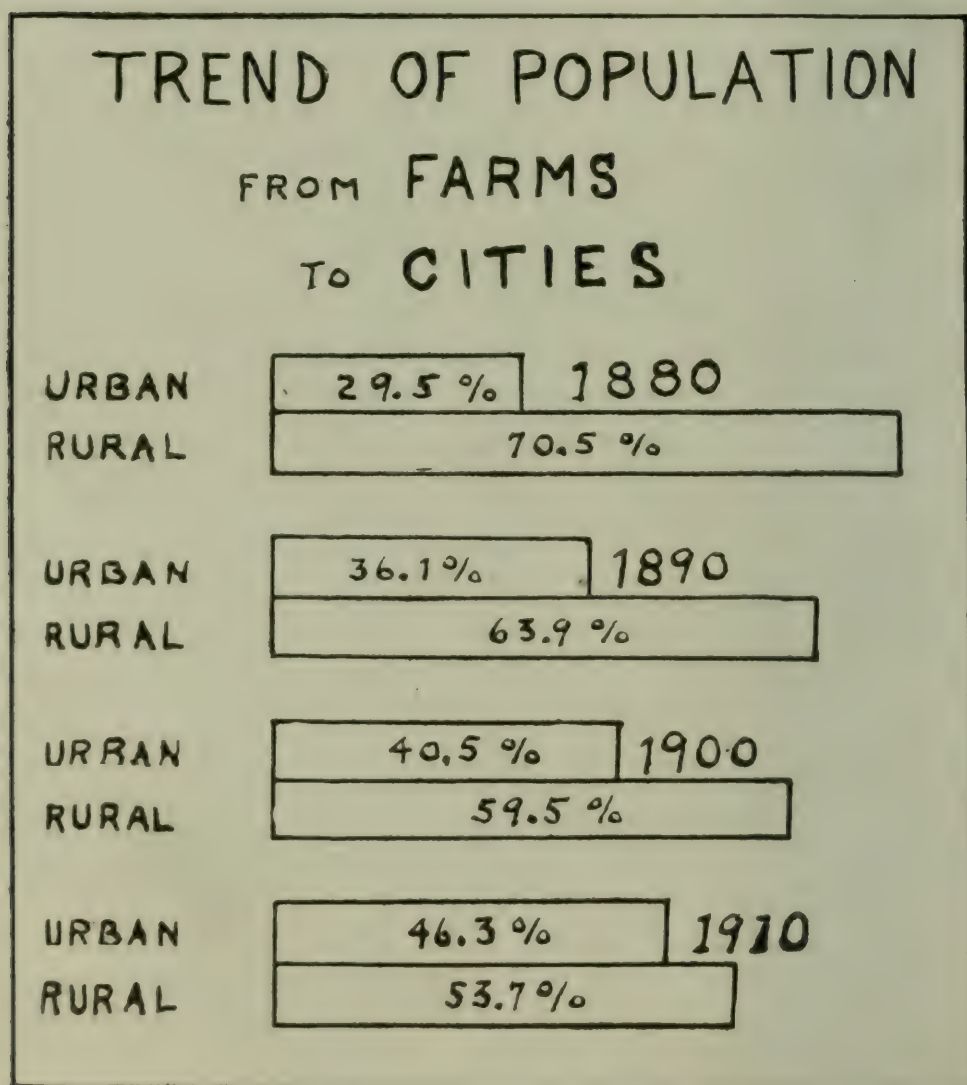 TREND OF POPULATION
FROM FARMS
TO CITIES
URBAN 29.5 % 1880
RURAL 70.5 %
URBAN 36.1 % 1890
RURAL 63.9 %
URBAN 40.5 % 1900
RURAL 59.5 %
URBAN 46.3 % 1910
RURAL 53.7 %